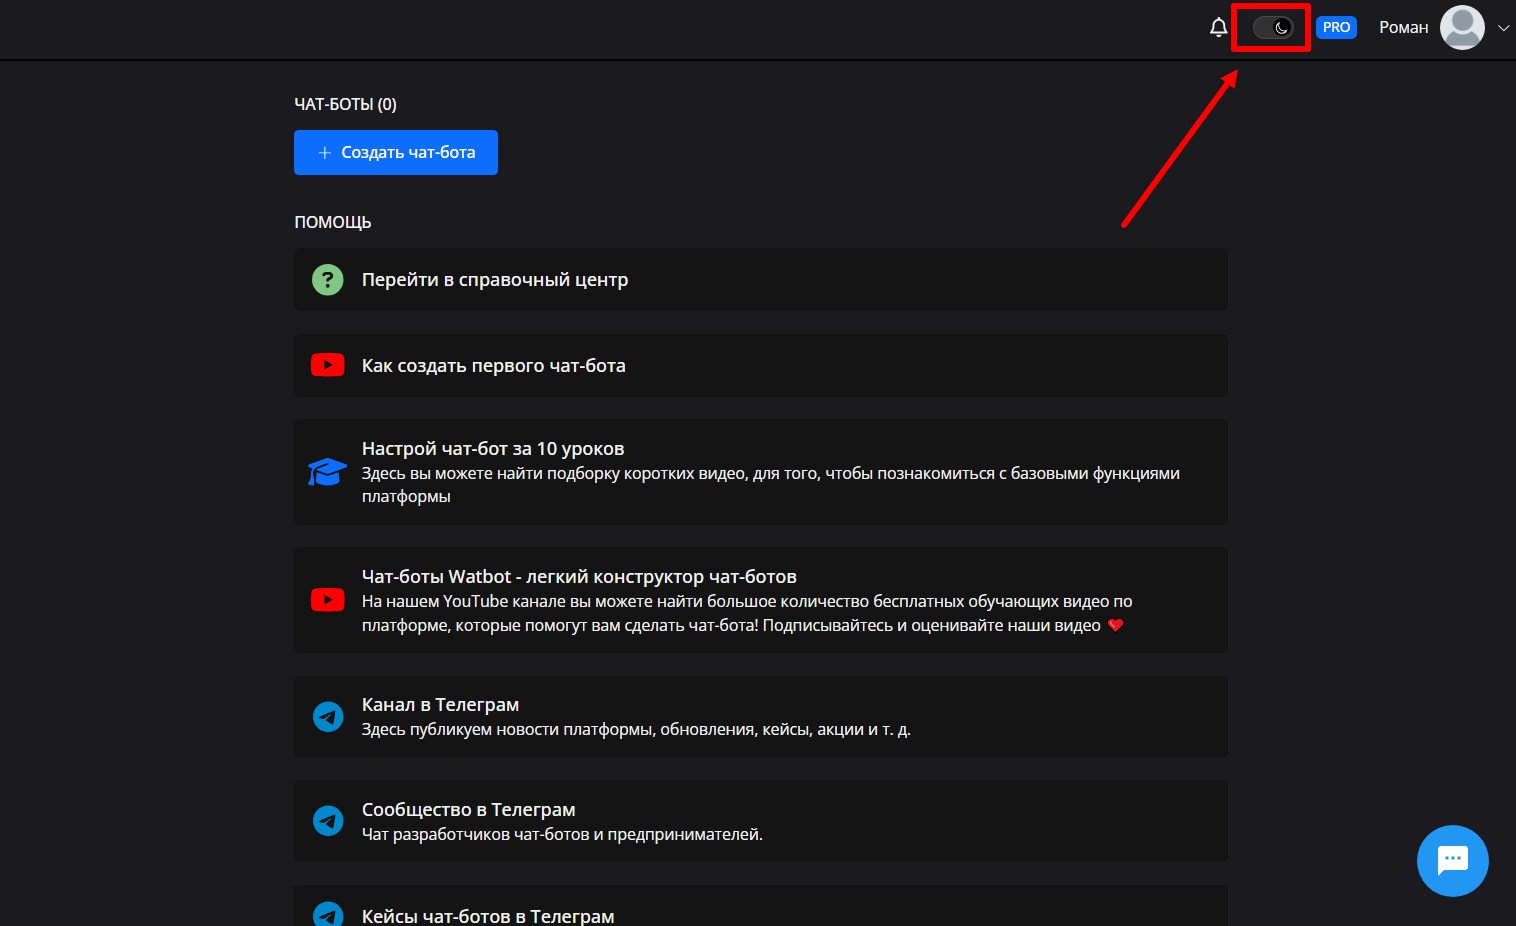 PRO
Роман
ЧАТ-БОТЫ (0)
+ Создать чат-бота
ПОМОЩЬ
?
Перейти в справочный центр
Как создать первого чат-бота
Настрой чат-бот за 10 уроков
Здесь вы можете найти подборку коротких видео, для того, чтобы познакомиться с базовыми функциями
платформы
Чат-боты Watbot - легкий конструктор чат-ботов
На нашем YouTube канале вы можете найти большое количество бесплатных обучающих видео по
платформе, которые помогут вам сделать чат-бота! Подписывайтесь и оценивайте наши видео ❤
Канал в Телеграм
Здесь публикуем новости платформы, обновления, кейсы, акции и т. д.
Сообщество в Телеграм
Чат разработчиков чат-ботов и предпринимателей.
Кейсы чат-ботов в Телеграм